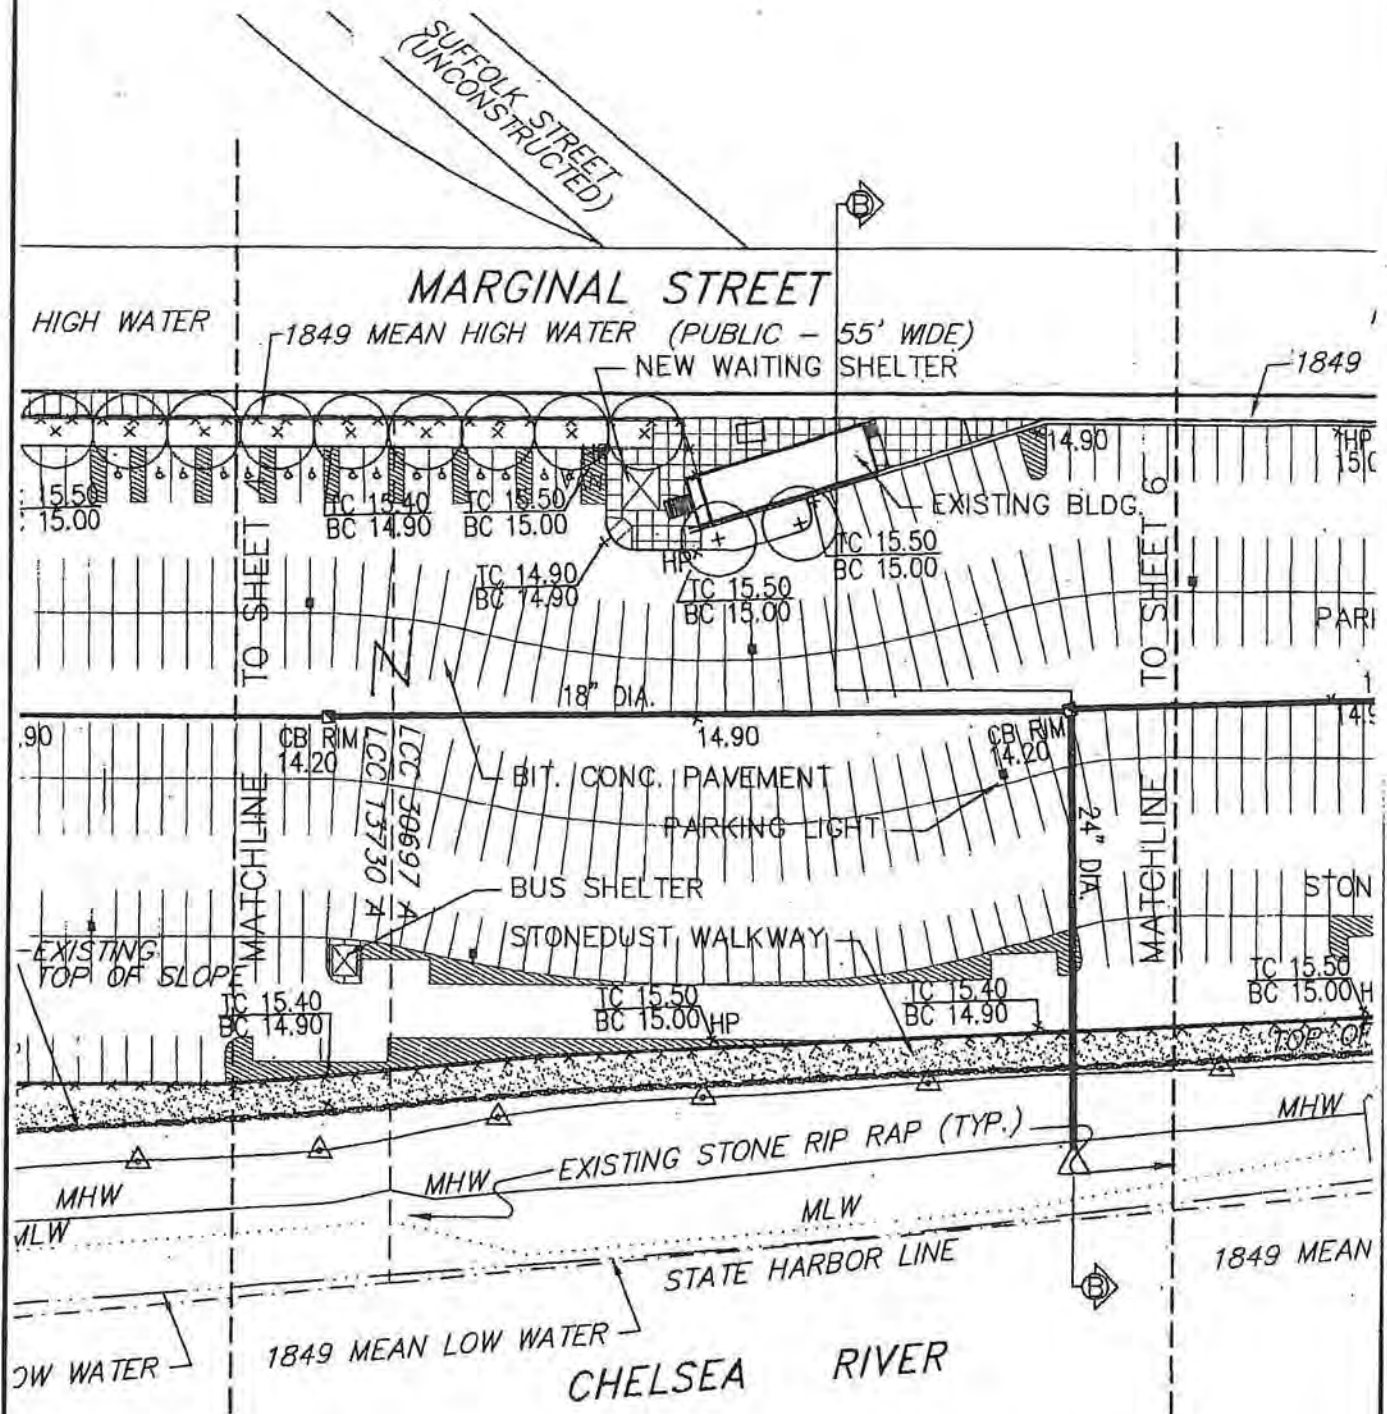 SUFFOLK STREET
(UNCONSTRUCTED)
B
MARGINAL STREET
HIGH WATER
1849 MEAN HIGH WATER (PUBLIC – 55' WIDE)
NEW WAITING SHELTER
1849
14.90
HP
EXISTING BLDG.
15.50
15.00
TC 15.40
BC 14.90
TC 15.50
BC 15.00
TC 14.90
BC 14.90
HP
TC 15.50
BC 15.00
TC 15.50
BC 15.00
MATCHLINE TO SHEET 4
MATCHLINE TO SHEET 6
18" DIA.
.90
CB RIM
14.20
LCC 30697 A
LCC 13730 A
14.90
CB RIM
14.20
BIT. CONC. PAVEMENT
PARKING LIGHT
24" DIA.
BUS SHELTER
STONEDUST WALKWAY
EXISTING
TOP OF SLOPE
TC 15.40
BC 14.90
TC 15.50
BC 15.00
HP
TC 15.40
BC 14.90
TC 15.50
BC 15.00
TOP OF
MHW
MHW
MHW
EXISTING STONE RIP RAP (TYP.)
MLW
MLW
STATE HARBOR LINE
1849 MEAN
B
1849 MEAN LOW WATER
OW WATER
CHELSEA RIVER